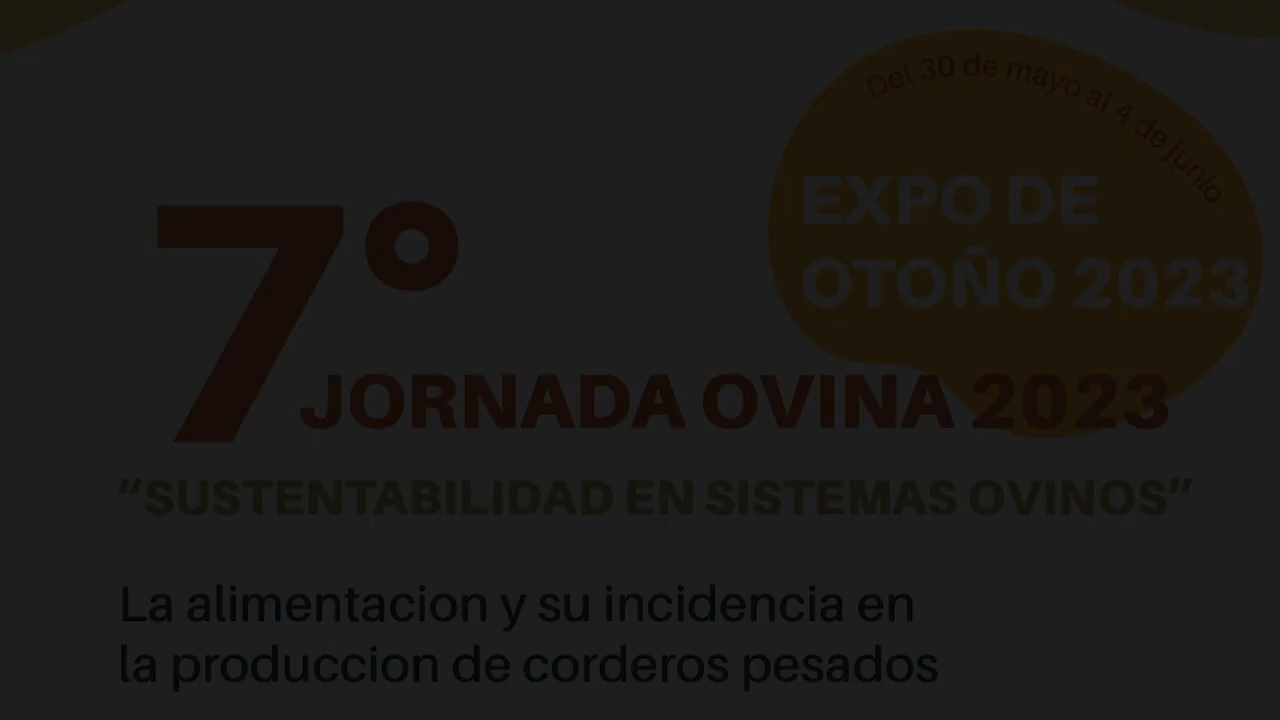 Del 30 de mayo al 4 de junio
EXPO DE
OTOÑO 2023
7°
JORNADA OVINA 2023
“SUSTENTABILIDAD EN SISTEMAS OVINOS”
La alimentacion y su incidencia en
la produccion de corderos pesados